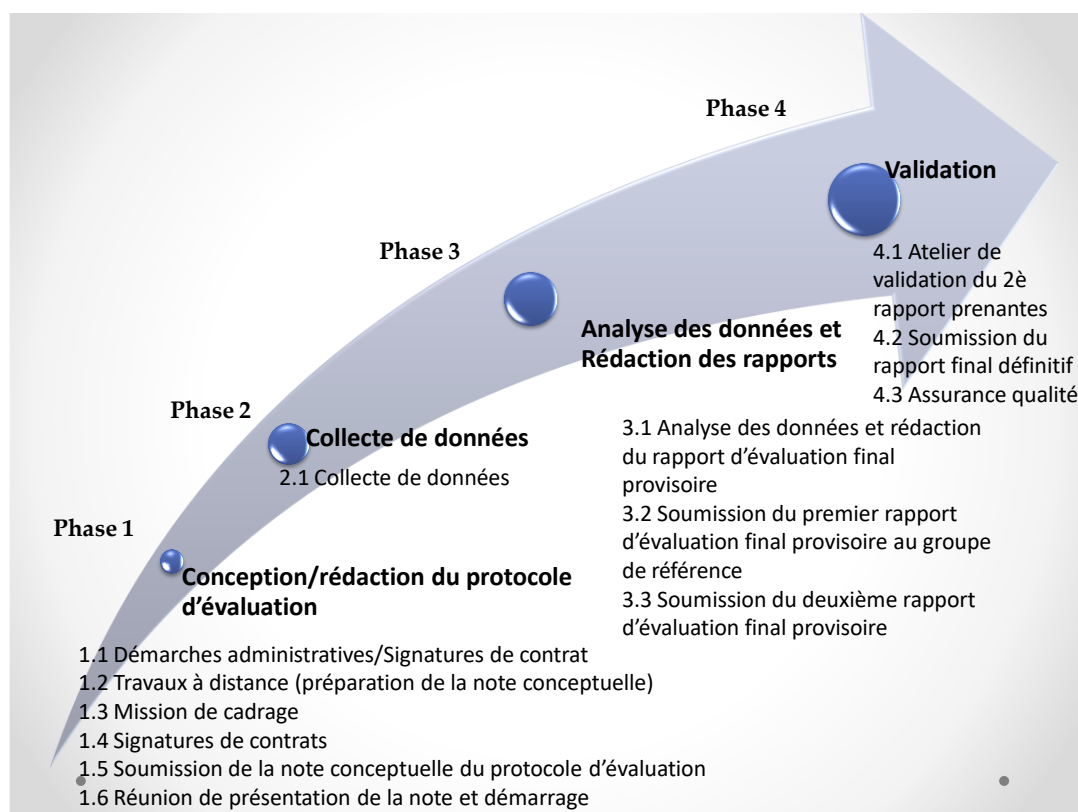 Phase 1
Conception/rédaction du protocole
d'évaluation
1.1 Démarches administratives/Signatures de contrat
1.2 Travaux à distance (préparation de la note conceptuelle)
1.3 Mission de cadrage
1.4 Signatures de contrats
1.5 Soumission de la note conceptuelle du protocole d'évaluation
1.6 Réunion de présentation de la note et démarrage
Phase 2
Collecte de données
2.1 Collecte de données
Phase 3
Analyse des données et
Rédaction des rapports
3.1 Analyse des données et rédaction
du rapport d'évaluation final
provisoire
3.2 Soumission du premier rapport
d'évaluation final provisoire au groupe
de référence
3.3 Soumission du deuxième rapport
d'évaluation final provisoire
Phase 4
Validation
4.1 Atelier de
validation du 2è
rapport prenantes
4.2 Soumission du
rapport final définitif
4.3 Assurance qualité